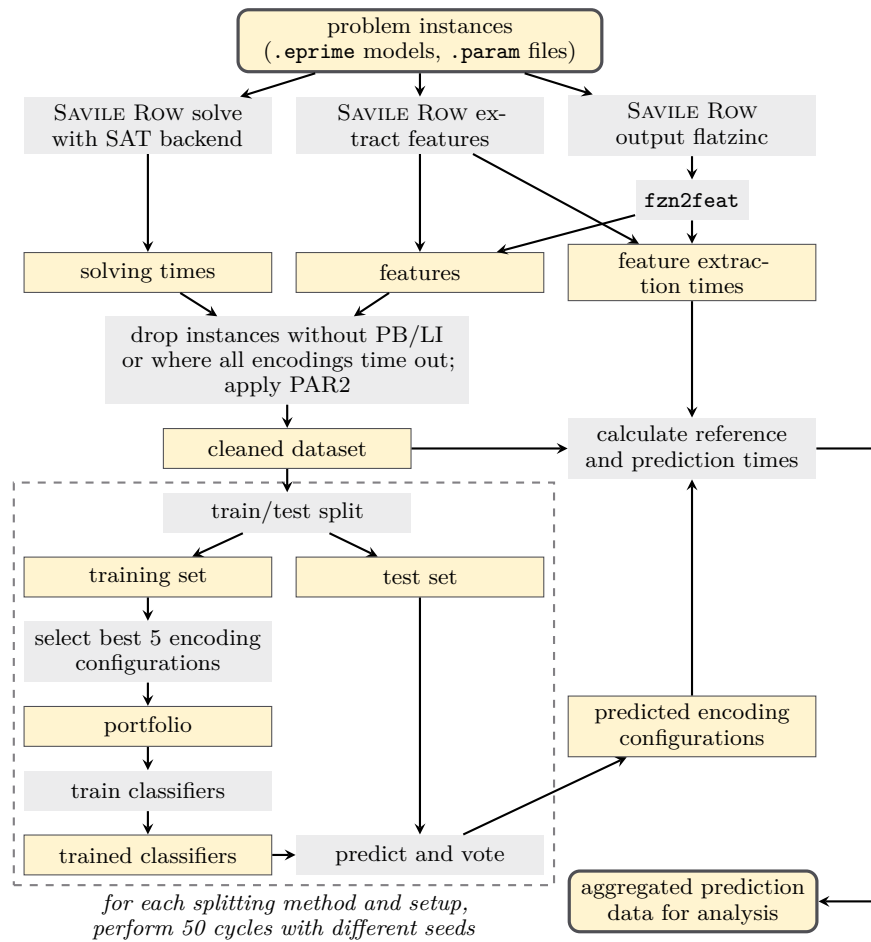 problem instances
(.eprime models, .param files)
SAVILE ROW solve
with SAT backend
SAVILE ROW ex-
tract features
SAVILE ROW
output flatzinc
fzn2feat
solving times
features
feature extrac-
tion times
drop instances without PB/LI
or where all encodings time out;
apply PAR2
cleaned dataset
calculate reference
and prediction times
train/test split
training set
test set
select best 5 encoding
configurations
portfolio
predicted encoding
configurations
train classifiers
trained classifiers
predict and vote
aggregated prediction
data for analysis
for each splitting method and setup,
perform 50 cycles with different seeds